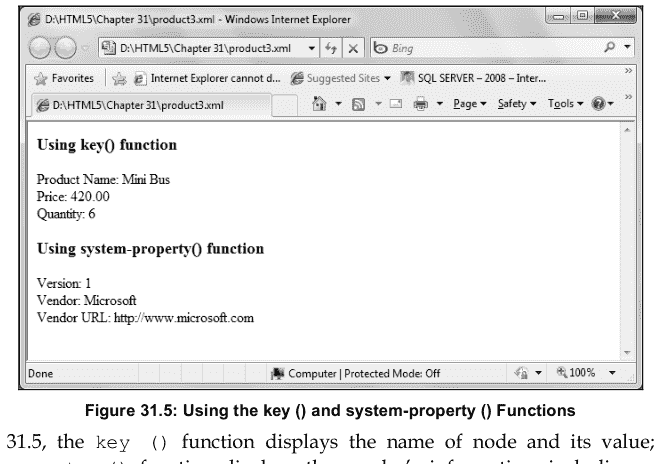 D:\HTML5\Chapter 31\product3.xml - Windows Internet Explorer
D:\HTML5\Chapter 31\product3.xml
Bing
Favorites
Internet Explorer cannot d...
Suggested Sites
SQL SERVER – 2008 – Inter...
D:\HTML5\Chapter 31\product3.xml
Page
Safety
Tools
Using key() function
Product Name: Mini Bus
Price: 420.00
Quantity: 6
Using system-property() function
Version: 1
Vendor: Microsoft
Vendor URL: http://www.microsoft.com
Done
Computer | Protected Mode: Off
100%
Figure 31.5: Using the key () and system-property () Functions
31.5, the key () function displays the name of node and its value;